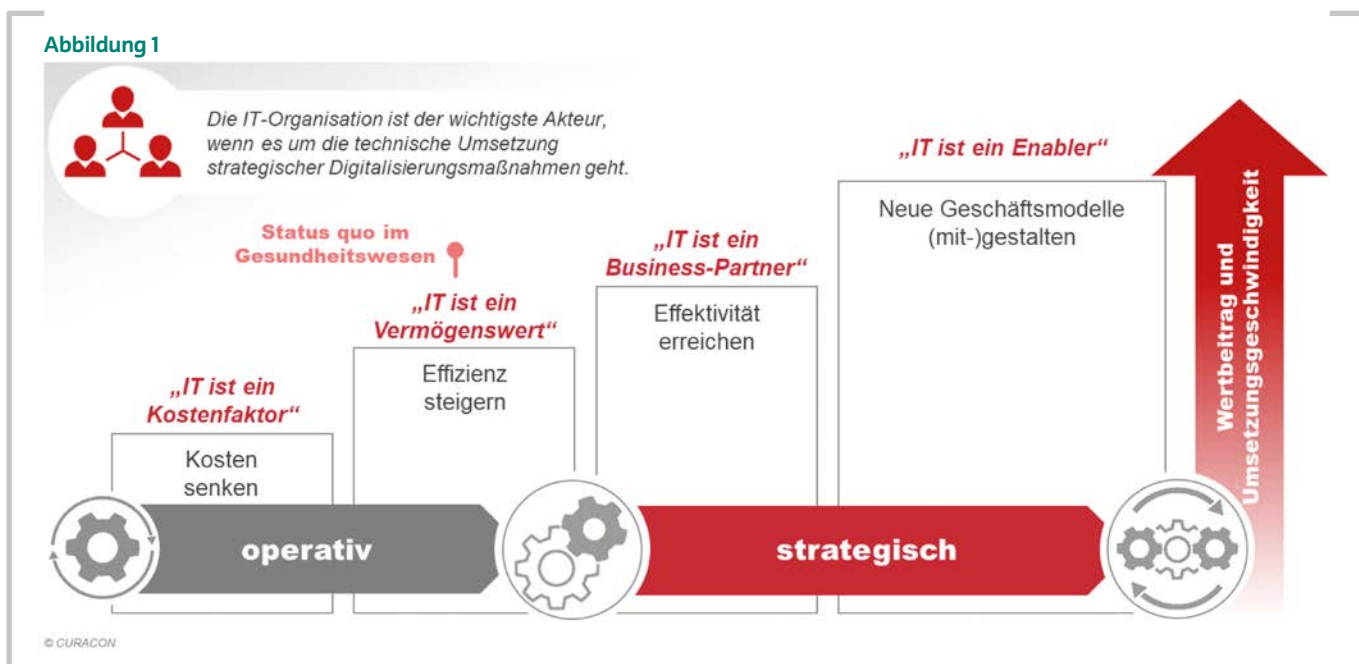 Abbildung 1
Die IT-Organisation ist der wichtigste Akteur,
wenn es um die technische Umsetzung
strategischer Digitalisierungsmaßnahmen geht.
Status quo im
Gesundheitswesen
„IT ist ein
Kostenfaktor“
Kosten
senken
„IT ist ein
Vermögenswert“
Effizienz
steigern
„IT ist ein
Business-Partner“
Effektivität
erreichen
„IT ist ein Enabler“
Neue Geschäftsmodelle
(mit-)gestalten
Wertbeitrag und
Umsetzungsgeschwindigkeit
operativ
strategisch
© CURACON